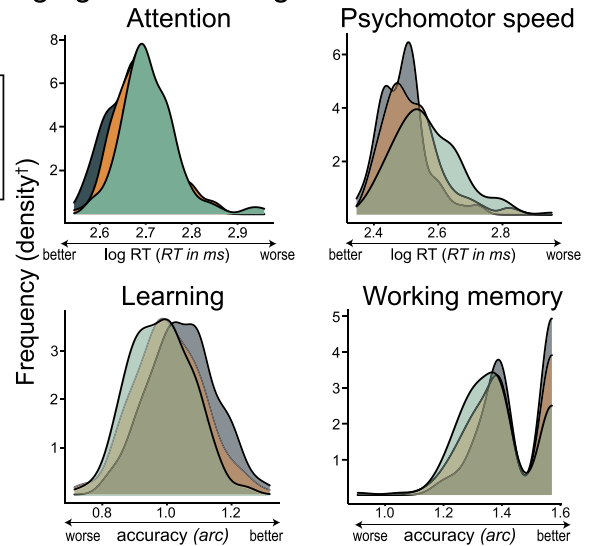 Attention
Psychomotor speed
Frequency (density†)
8
6
4
2
2.6 2.7 2.8 2.9
better log RT (RT in ms) worse
6
4
2
2.4 2.6 2.8
better log RT (RT in ms) worse
Learning
Working memory
3
2
1
0.8 1.0 1.2
worse accuracy (arc) better
5
4
3
2
1
1.0 1.2 1.4 1.6
worse accuracy (arc) better